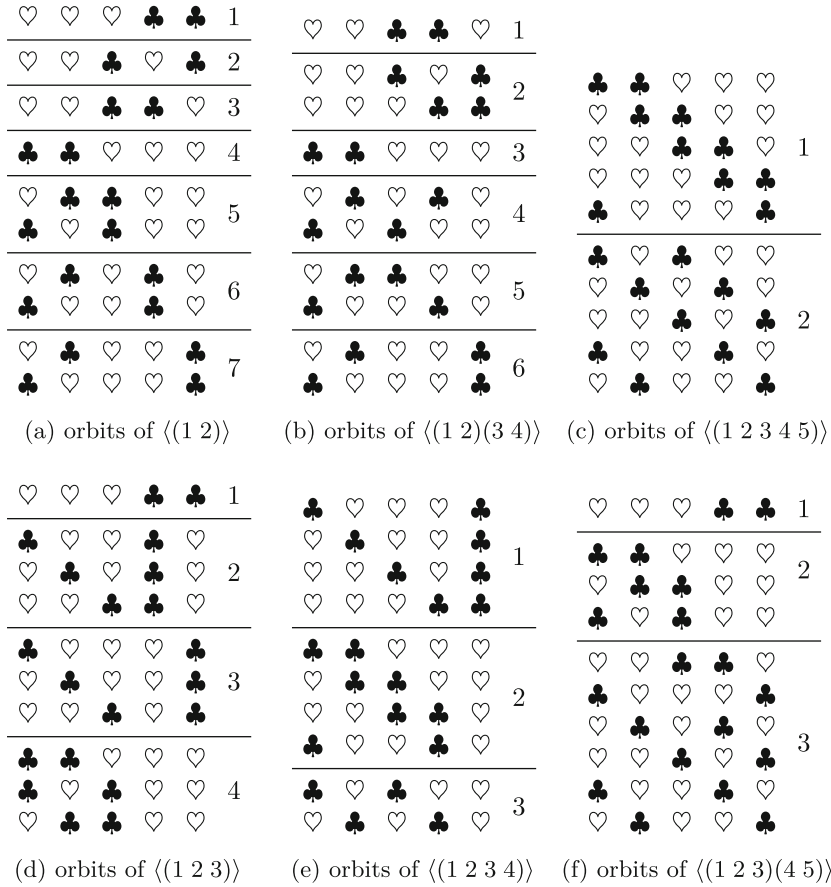 ♡ ♡ ♡ ♣ ♣ 1
♡ ♡ ♣ ♡ ♣ 2
♡ ♡ ♣ ♣ ♡ 3
♣ ♣ ♡ ♡ ♡ 4
♡ ♣ ♣ ♡ ♡
♣ ♡ ♣ ♡ ♡
5
♡ ♣ ♡ ♣ ♡
♣ ♡ ♡ ♣ ♡
6
♡ ♣ ♡ ♡ ♣
♣ ♡ ♡ ♡ ♣
7
(a) orbits of ⟨(1 2)⟩
♡ ♡ ♣ ♣ ♡ 1
♡ ♡ ♣ ♡ ♣
♡ ♡ ♡ ♣ ♣
2
♣ ♣ ♡ ♡ ♡ 3
♡ ♣ ♡ ♣ ♡
♣ ♡ ♣ ♡ ♡
4
♡ ♣ ♣ ♡ ♡
♣ ♡ ♡ ♣ ♡
5
♡ ♣ ♡ ♡ ♣
♣ ♡ ♡ ♡ ♣
6
(b) orbits of ⟨(1 2)(3 4)⟩
♣ ♣ ♡ ♡ ♡
♡ ♣ ♣ ♡ ♡
♡ ♡ ♣ ♣ ♡ 1
♡ ♡ ♡ ♣ ♣
♣ ♡ ♡ ♡ ♣
♣ ♡ ♣ ♡ ♡
♡ ♣ ♡ ♣ ♡
♡ ♡ ♣ ♡ ♣ 2
♣ ♡ ♡ ♣ ♡
♡ ♣ ♡ ♡ ♣
(c) orbits of ⟨(1 2 3 4 5)⟩
♡ ♡ ♡ ♣ ♣ 1
♣ ♡ ♡ ♣ ♡
♡ ♣ ♡ ♣ ♡ 2
♡ ♡ ♣ ♣ ♡
♣ ♡ ♡ ♡ ♣
♡ ♣ ♡ ♡ ♣ 3
♡ ♡ ♣ ♡ ♣
♣ ♣ ♡ ♡ ♡
♣ ♡ ♣ ♡ ♡ 4
♡ ♣ ♣ ♡ ♡
(d) orbits of ⟨(1 2 3)⟩
♣ ♡ ♡ ♡ ♣
♡ ♣ ♡ ♡ ♣
1
♡ ♡ ♣ ♡ ♣
♡ ♡ ♡ ♣ ♣
♣ ♣ ♡ ♡ ♡
♡ ♣ ♣ ♡ ♡
2
♡ ♡ ♣ ♣ ♡
♣ ♡ ♡ ♣ ♡
♣ ♡ ♣ ♡ ♡
♡ ♣ ♡ ♣ ♡
3
(e) orbits of ⟨(1 2 3 4)⟩
♡ ♡ ♡ ♣ ♣ 1
♣ ♣ ♡ ♡ ♡
♡ ♣ ♣ ♡ ♡ 2
♣ ♡ ♣ ♡ ♡
♡ ♡ ♣ ♣ ♡
♣ ♡ ♡ ♡ ♣
♡ ♣ ♡ ♣ ♡
3
♡ ♡ ♣ ♡ ♣
♣ ♡ ♡ ♣ ♡
♡ ♣ ♡ ♡ ♣
(f) orbits of ⟨(1 2 3)(4 5)⟩